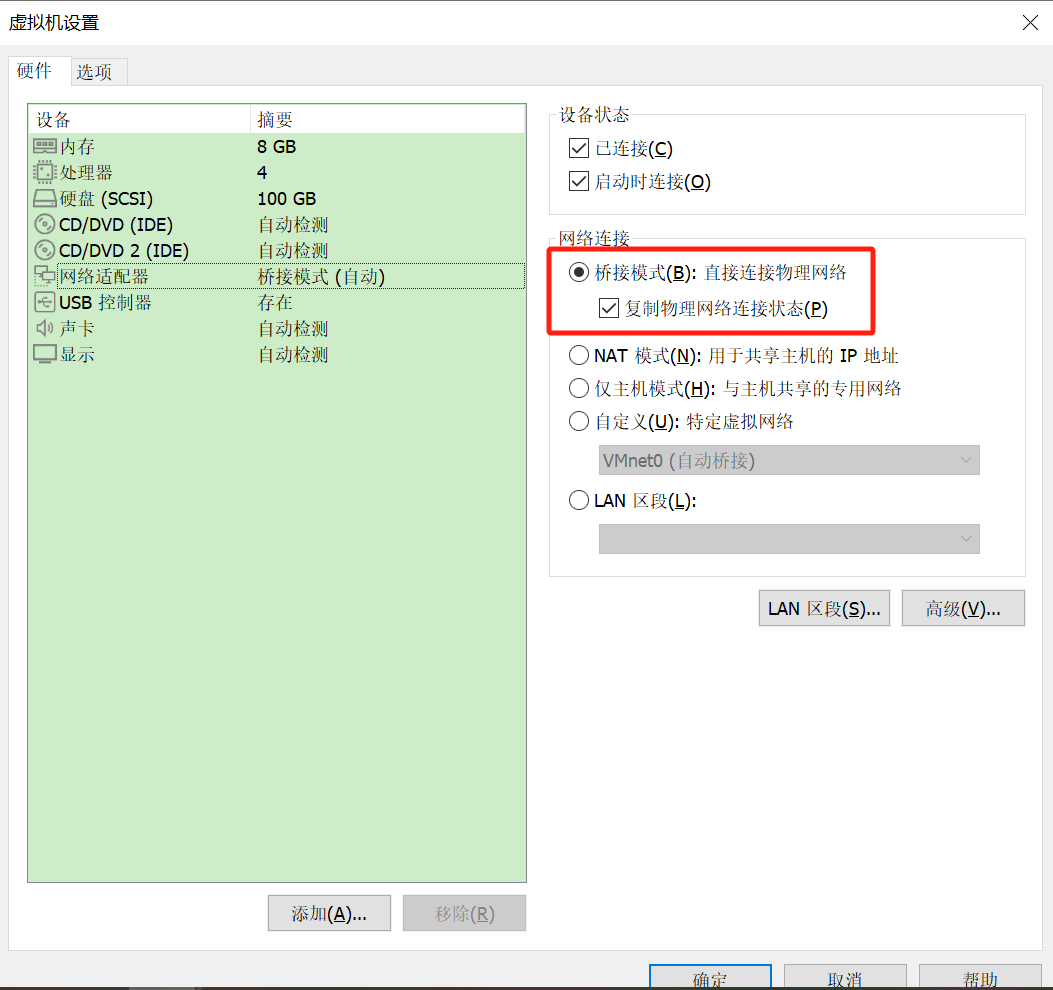 虚拟机设置
硬件 选项
设备 摘要
内存 8 GB
处理器 4
硬盘 (SCSI) 100 GB
CD/DVD (IDE) 自动检测
CD/DVD 2 (IDE) 自动检测
网络适配器 桥接模式 (自动)
USB 控制器 存在
声卡 自动检测
显示 自动检测
添加(A)... 移除(R)
设备状态
已连接(C)
启动时连接(O)
网络连接
桥接模式(B): 直接连接物理网络
复制物理网络连接状态(P)
NAT 模式(N): 用于共享主机的 IP 地址
仅主机模式(H): 与主机共享的专用网络
自定义(U): 特定虚拟网络
VMnet0 (自动桥接)
LAN 区段(L):
LAN 区段(S)... 高级(V)...
确定 取消 帮助